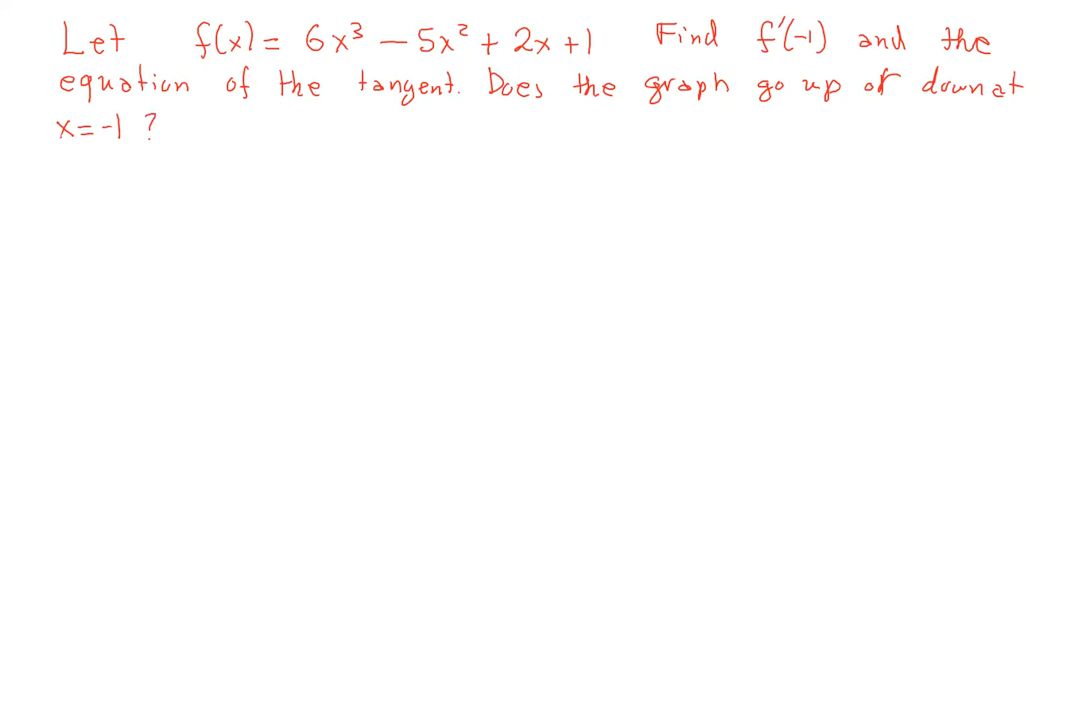 Let f(x) = 6x³ - 5x² + 2x + 1 Find f'(-1) and the
equation of the tangent. Does the graph go up or down at
x = -1 ?